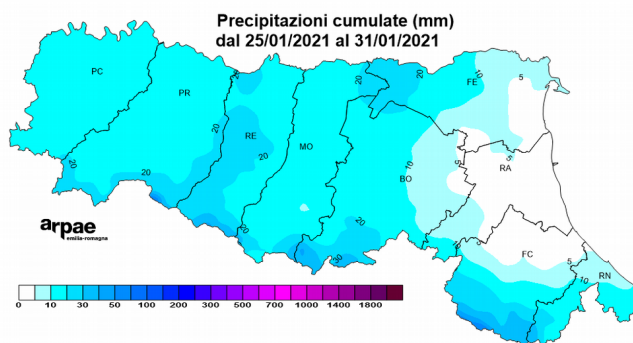 Precipitazioni cumulate (mm)
dal 25/01/2021 al 31/01/2021
PC
PR
RE
MO
BO
FE
RA
FC
RN
20
20
20
10
5
20
20
20
20
10
5
5
20
20
30
10
5
10
arpae
emilia-romagna
0 10 30 50 100 200 300 500 700 1000 1400 1800